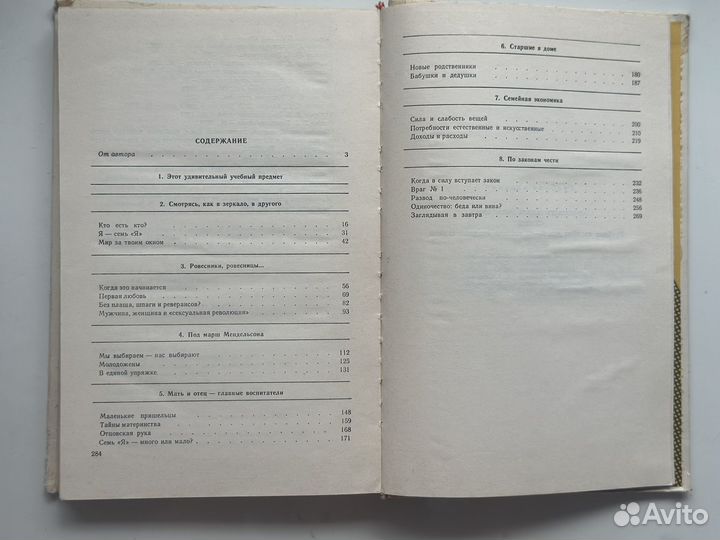 СОДЕРЖАНИЕ
От автора . . . . . . . . . . . . . . 3
1. Этот удивительный учебный предмет
2. Смотрясь, как в зеркало, в другого
Кто есть кто? . . . . . . . . . . . . . . 16
Я — семь «Я» . . . . . . . . . . . . . . 31
Мир за твоим окном . . . . . . . . . . . . 42
3. Ровесники, ровесницы...
Когда это начинается . . . . . . . . . . . . 56
Первая любовь . . . . . . . . . . . . . . 69
Без плаща, шпаги и реверансов? . . . . . . . . 82
Мужчина, женщина и «сексуальная революция» . . . . 93
4. Под марш Мендельсона
Мы выбираем — нас выбирают . . . . . . . . . 112
Молодожены . . . . . . . . . . . . . . . 125
В единой упряжке . . . . . . . . . . . . . 131
5. Мать и отец — главные воспитатели
Маленькие пришельцы . . . . . . . . . . . . 148
Тайны материнства . . . . . . . . . . . . . 159
Отцовская рука . . . . . . . . . . . . . . 168
Семь «Я» — много или мало? . . . . . . . . . . 171
284
6. Старшие в доме
Новые родственники . . . . . . . . . . . . 180
Бабушки и дедушки . . . . . . . . . . . . . 187
7. Семейная экономика
Сила и слабость вещей . . . . . . . . . . . . 200
Потребности естественные и искусственные . . . . . 210
Доходы и расходы . . . . . . . . . . . . . 219
8. По законам чести
Когда в силу вступает закон . . . . . . . . . . 232
Враг № 1 . . . . . . . . . . . . . . . . 236
Развод по-человечески . . . . . . . . . . . . 248
Одиночество: беда или вина? . . . . . . . . . . 256
Заглядывая в завтра . . . . . . . . . . . . . 269
Avito